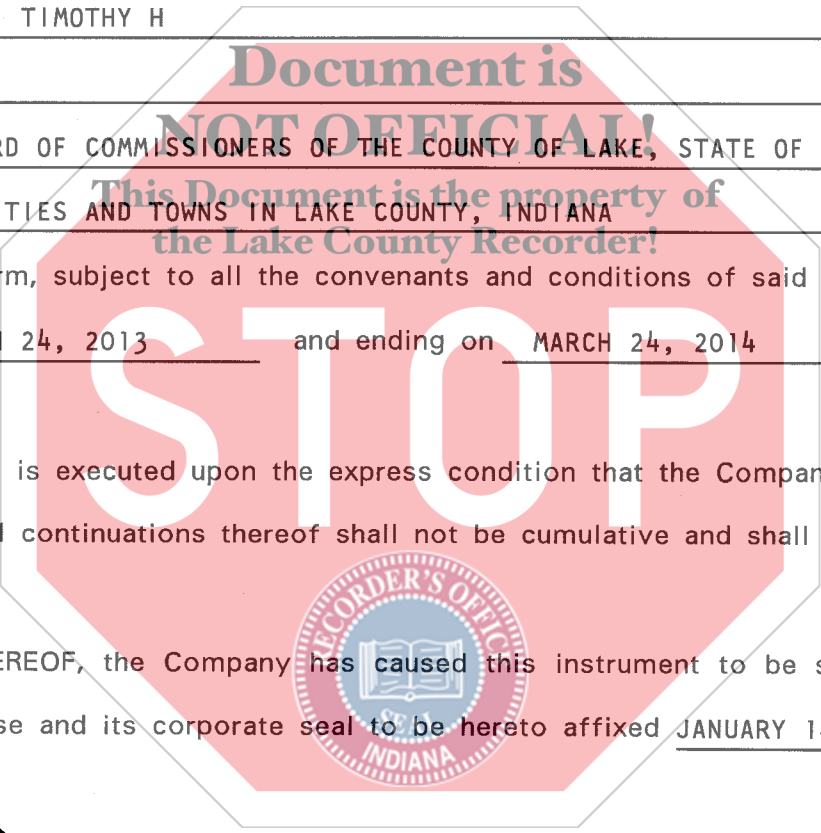 TIMOTHY H
Document is
NOT OFFICIAL!
RD OF COMMISSIONERS OF THE COUNTY OF LAKE, STATE OF
This Document is the property of
TIES AND TOWNS IN LAKE COUNTY, INDIANA
the Lake County Recorder!
rm, subject to all the convenants and conditions of said
24, 2013 and ending on MARCH 24, 2014
STOP
is executed upon the express condition that the Compan
continuations thereof shall not be cumulative and shall
RECORDER'S OFFICE
EREOF, the Company has caused this instrument to be s
se and its corporate seal to be hereto affixed JANUARY 1
SEAL
INDIANA